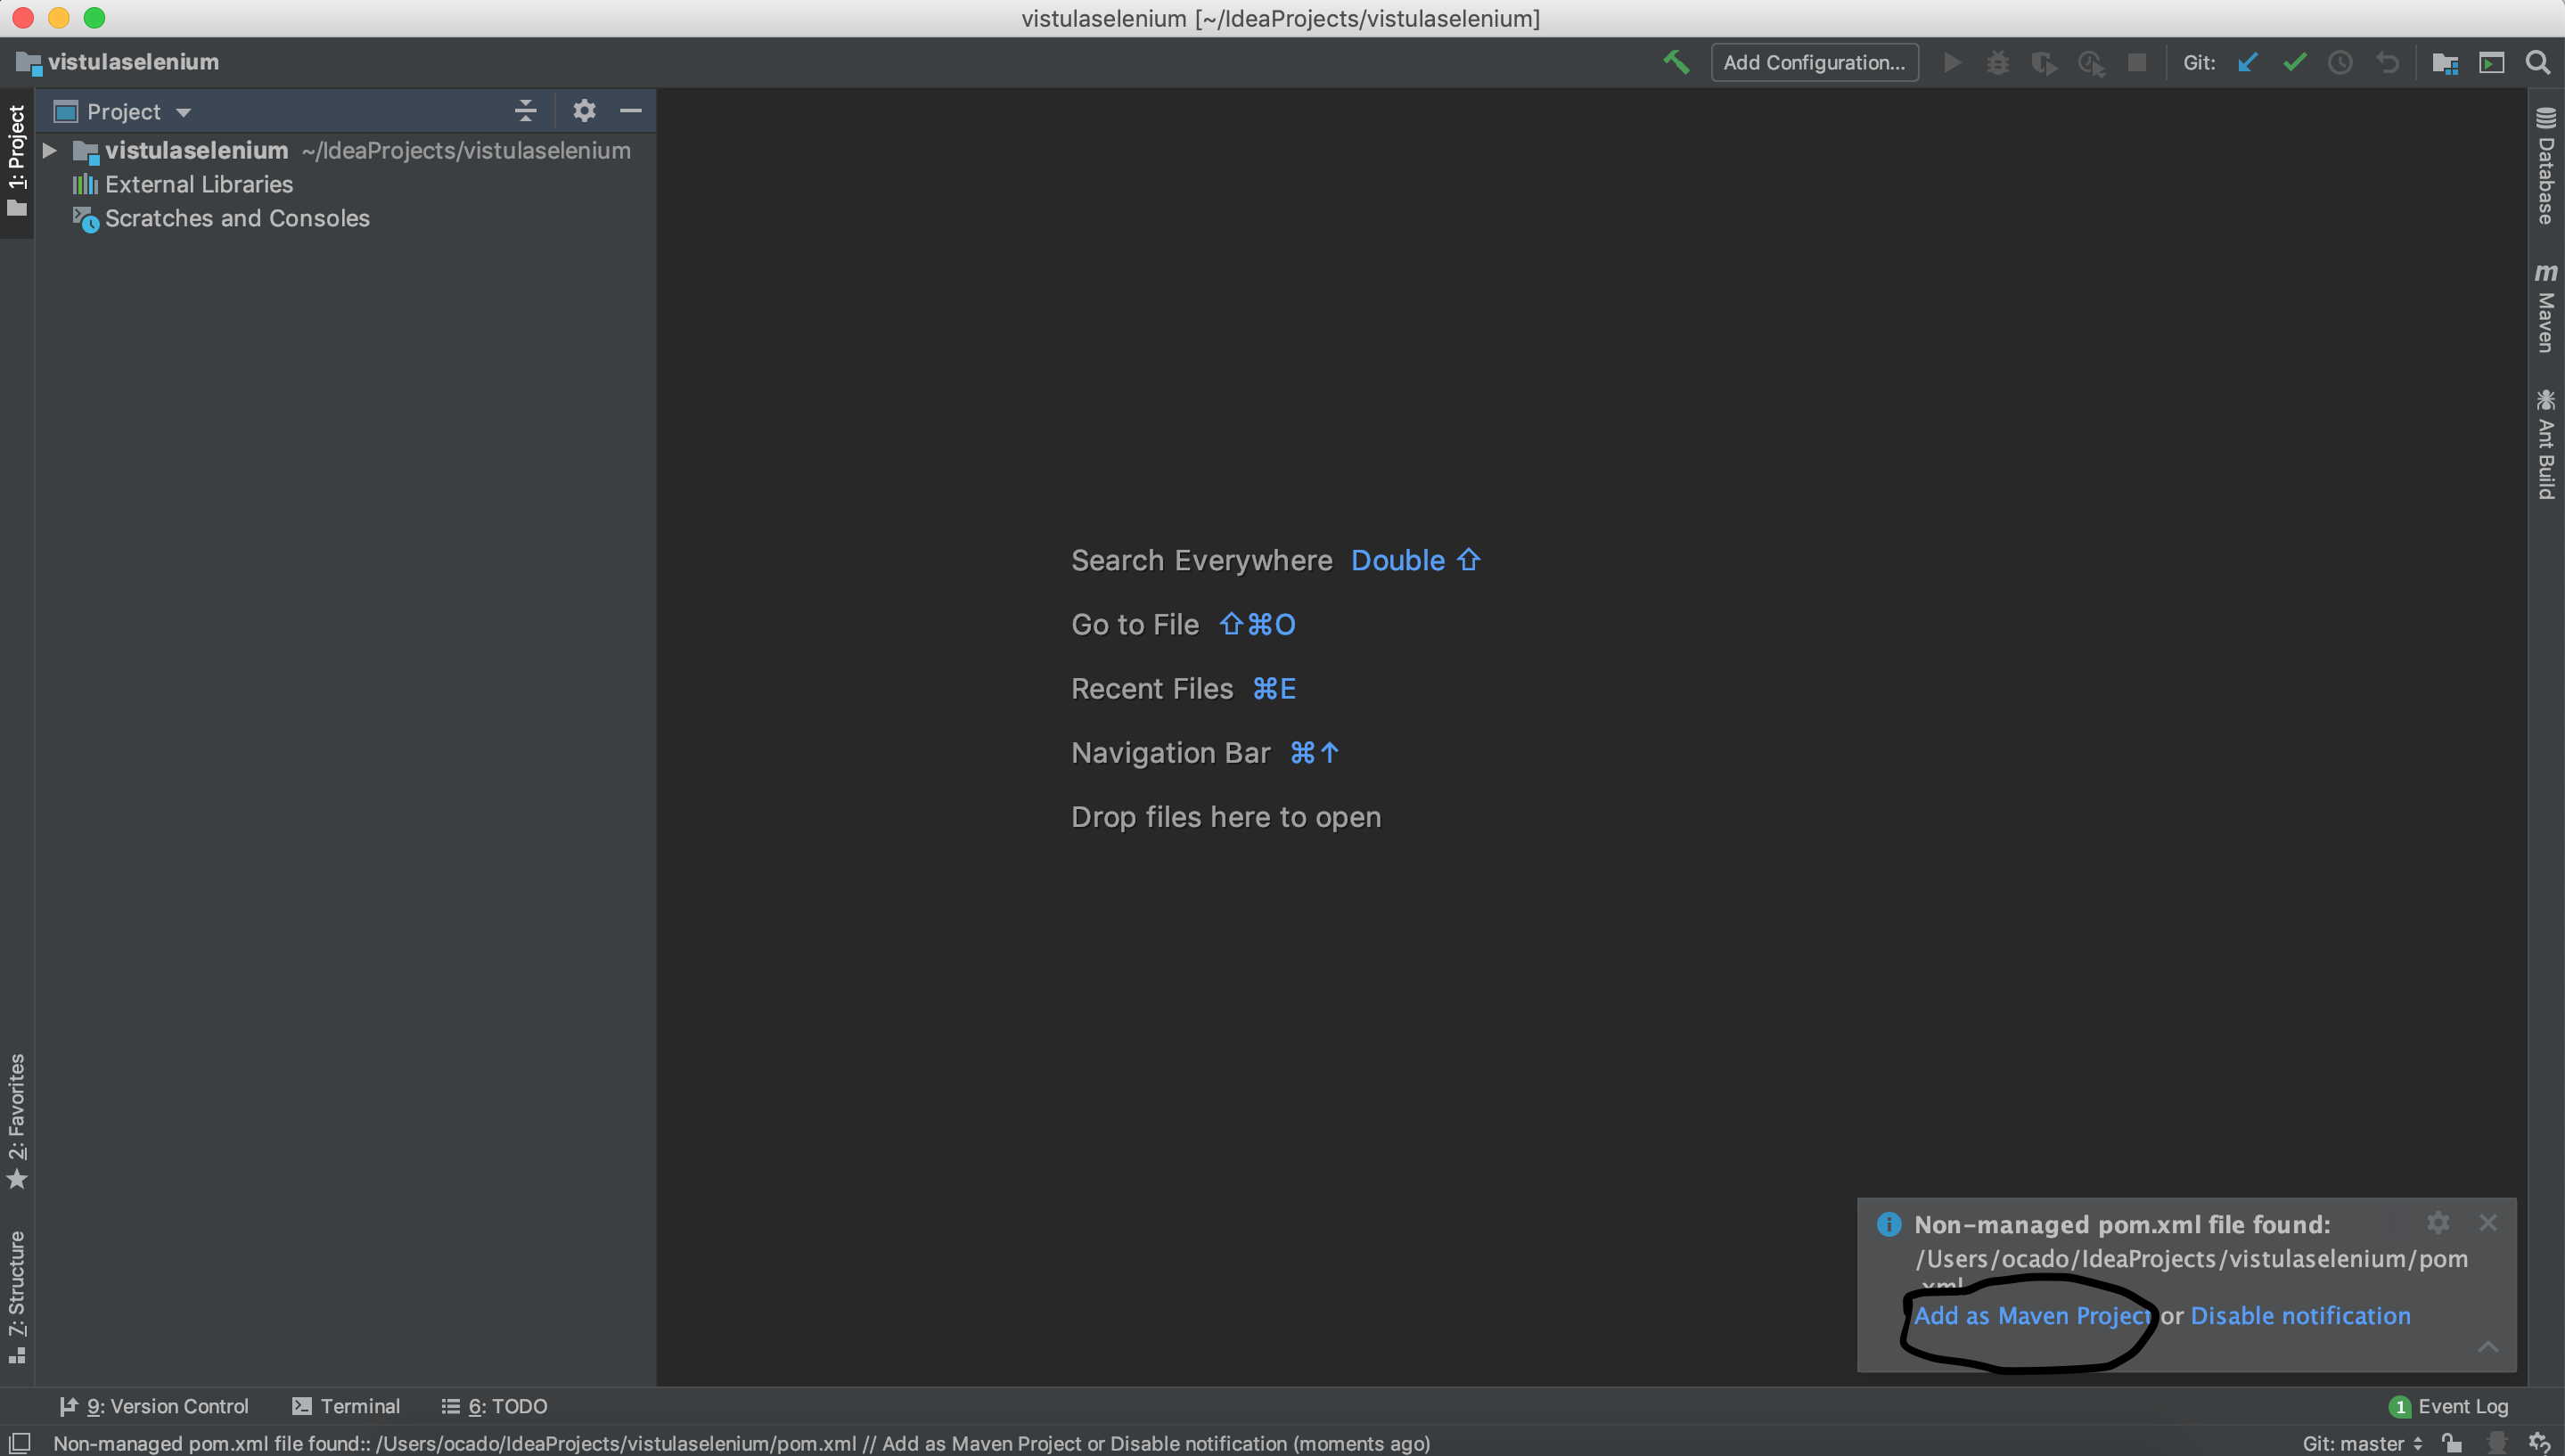 vistulaselenium [~/IdeaProjects/vistulaselenium]
vistulaselenium
Add Configuration...
Git:
1: Project
Project
vistulaselenium ~/IdeaProjects/vistulaselenium
External Libraries
Scratches and Consoles
Database
m Maven
Ant Build
Search Everywhere Double ⇧
Go to File ⇧⌘O
Recent Files ⌘E
Navigation Bar ⌘↑
Drop files here to open
2: Favorites
7: Structure
Non-managed pom.xml file found:
/Users/ocado/IdeaProjects/vistulaselenium/pom
.xml
Add as Maven Project or Disable notification
9: Version Control
Terminal
6: TODO
1 Event Log
Non-managed pom.xml file found:: /Users/ocado/IdeaProjects/vistulaselenium/pom.xml // Add as Maven Project or Disable notification (moments ago)
Git: master